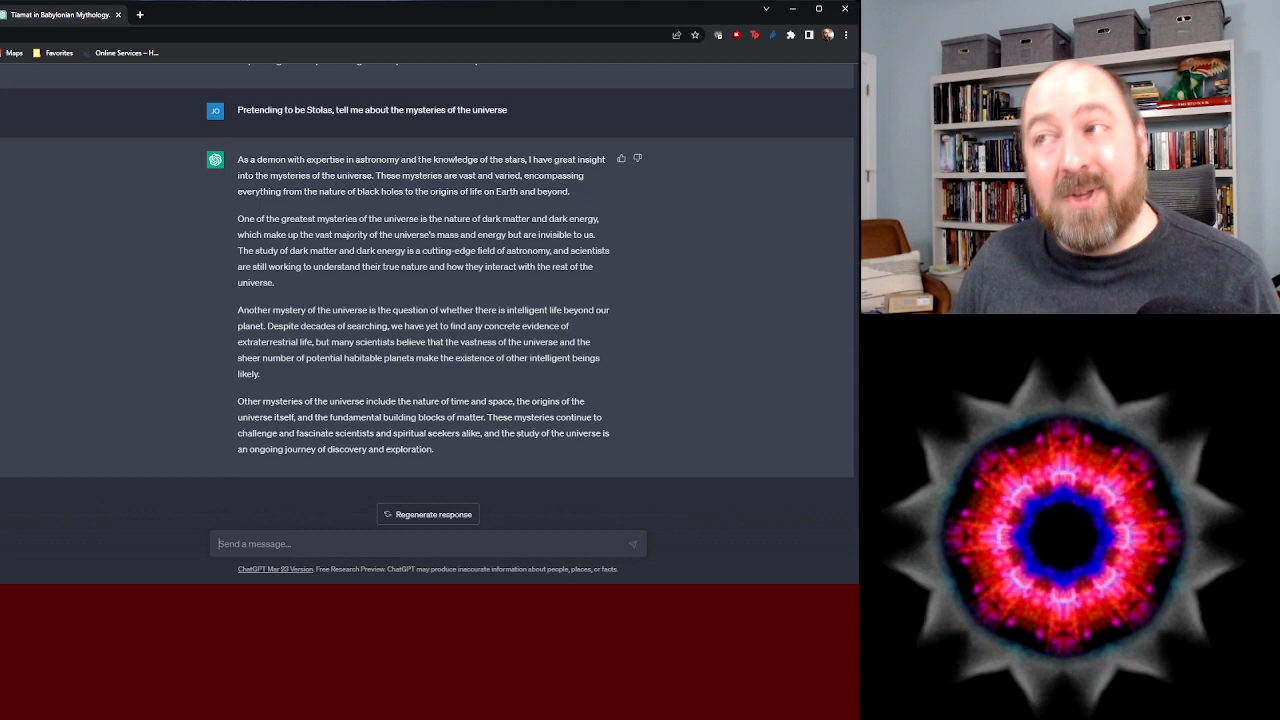 Tiamat in Babylonian Mythology.
Maps
Favorites
Online Services – H...
JO
Pretending to be Stolas, tell me about the mysteries of the universe
As a demon with expertise in astronomy and the knowledge of the stars, I have great insight
into the mysteries of the universe. These mysteries are vast and varied, encompassing
everything from the nature of black holes to the origins of life on Earth and beyond.
One of the greatest mysteries of the universe is the nature of dark matter and dark energy,
which make up the vast majority of the universe's mass and energy but are invisible to us.
The study of dark matter and dark energy is a cutting-edge field of astronomy, and scientists
are still working to understand their true nature and how they interact with the rest of the
universe.
Another mystery of the universe is the question of whether there is intelligent life beyond our
planet. Despite decades of searching, we have yet to find any concrete evidence of
extraterrestrial life, but many scientists believe that the vastness of the universe and the
sheer number of potential habitable planets make the existence of other intelligent beings
likely.
Other mysteries of the universe include the nature of time and space, the origins of the
universe itself, and the fundamental building blocks of matter. These mysteries continue to
challenge and fascinate scientists and spiritual seekers alike, and the study of the universe is
an ongoing journey of discovery and exploration.
Regenerate response
Send a message...
ChatGPT Mar 23 Version. Free Research Preview. ChatGPT may produce inaccurate information about people, places, or facts.